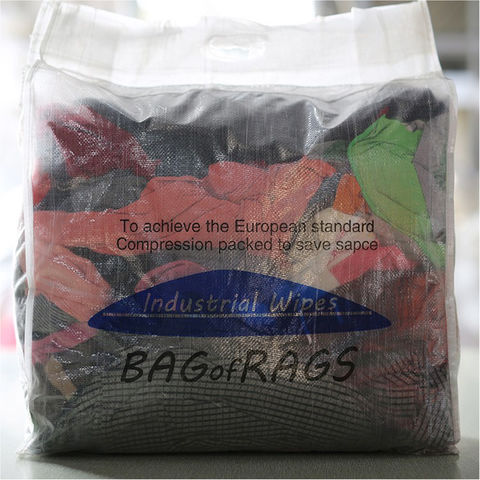 To achieve the European standard
Compression packed to save sapce
Industrial Wipes
BAGofRAGS